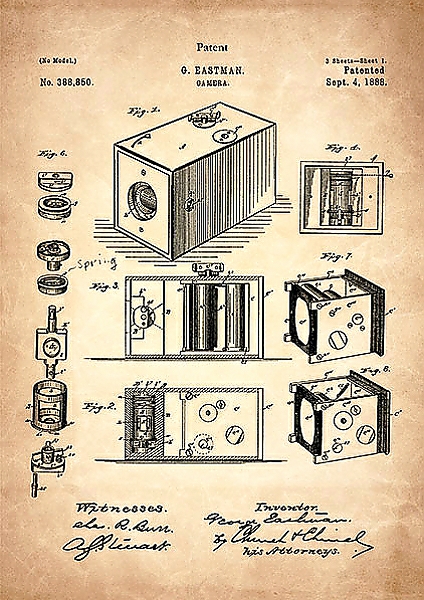 Patent
(No Model.)
3 Sheets—Sheet 1.
G. EASTMAN.
Patented
No. 388,850.
CAMERA.
Sept. 4, 1888.
Fig. 1.
Fig. 6.
Fig. 4.
Spring
Fig. 3.
Fig. 7.
Fig. 2.
Fig. 8.
Witnesses.
Inventor.
Chas. R. Burr.
George Eastman.
A. S. Stewart.
by Church & Church
his Attorneys.